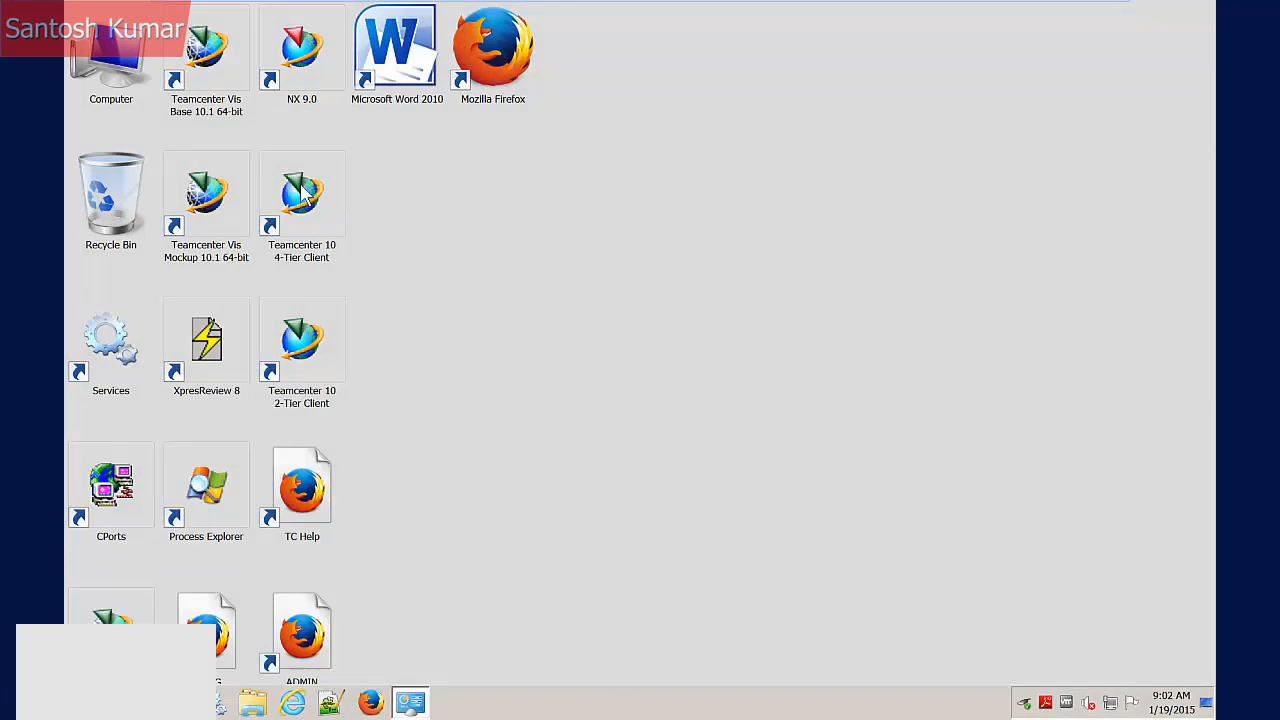 Santosh Kumar
Computer
Teamcenter Vis
Base 10.1 64-bit
NX 9.0
Microsoft Word 2010
Mozilla Firefox
Recycle Bin
Teamcenter Vis
Mockup 10.1 64-bit
Teamcenter 10
4-Tier Client
Services
XpresReview 8
Teamcenter 10
2-Tier Client
CPorts
Process Explorer
TC Help
ADMIN
9:02 AM
1/19/2015